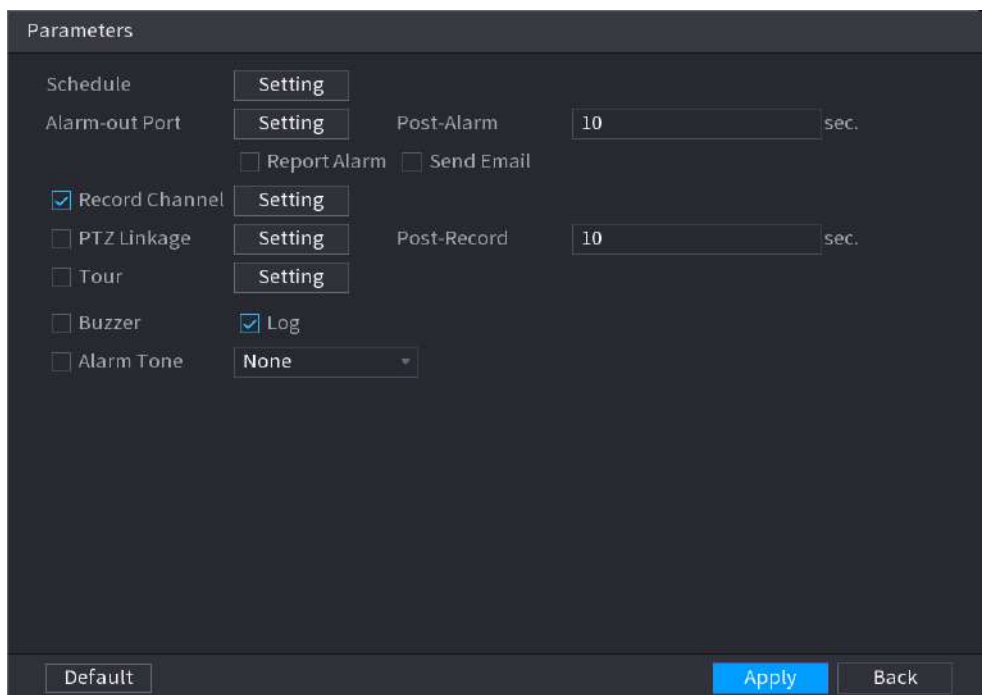 Parameters
Schedule Setting
Alarm-out Port Setting Post-Alarm 10 sec.
Report Alarm Send Email
Record Channel Setting
PTZ Linkage Setting Post-Record 10 sec.
Tour Setting
Buzzer Log
Alarm Tone None
Default Apply Back